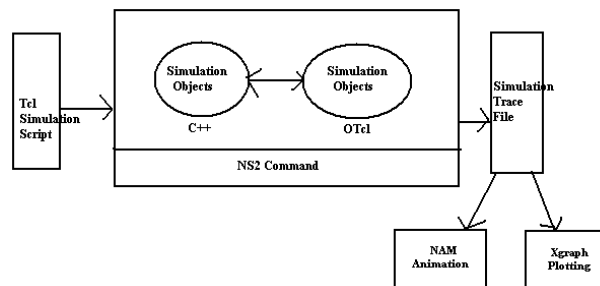 Tcl
Simulation
Script
Simulation
Objects
C++
Simulation
Objects
OTcl
NS2 Command
Simulation
Trace
File
NAM
Animation
Xgraph
Plotting